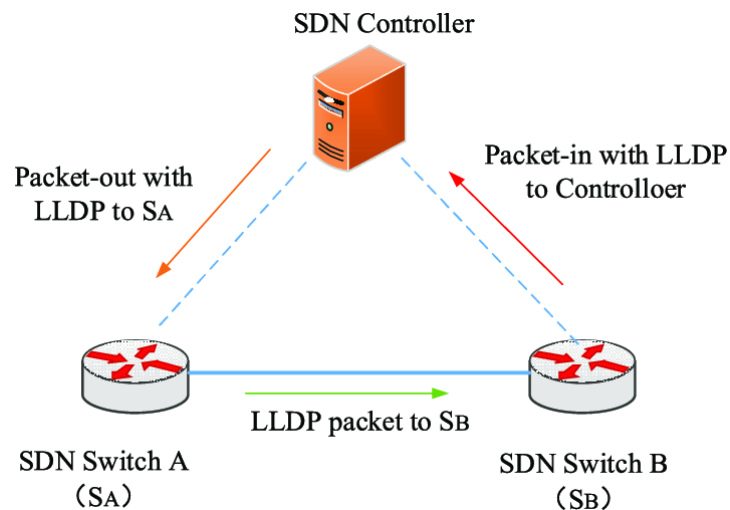 SDN Controller
Packet-out with
LLDP to SA
Packet-in with LLDP
to Controlloer
LLDP packet to SB
SDN Switch A
（SA）
SDN Switch B
（SB）